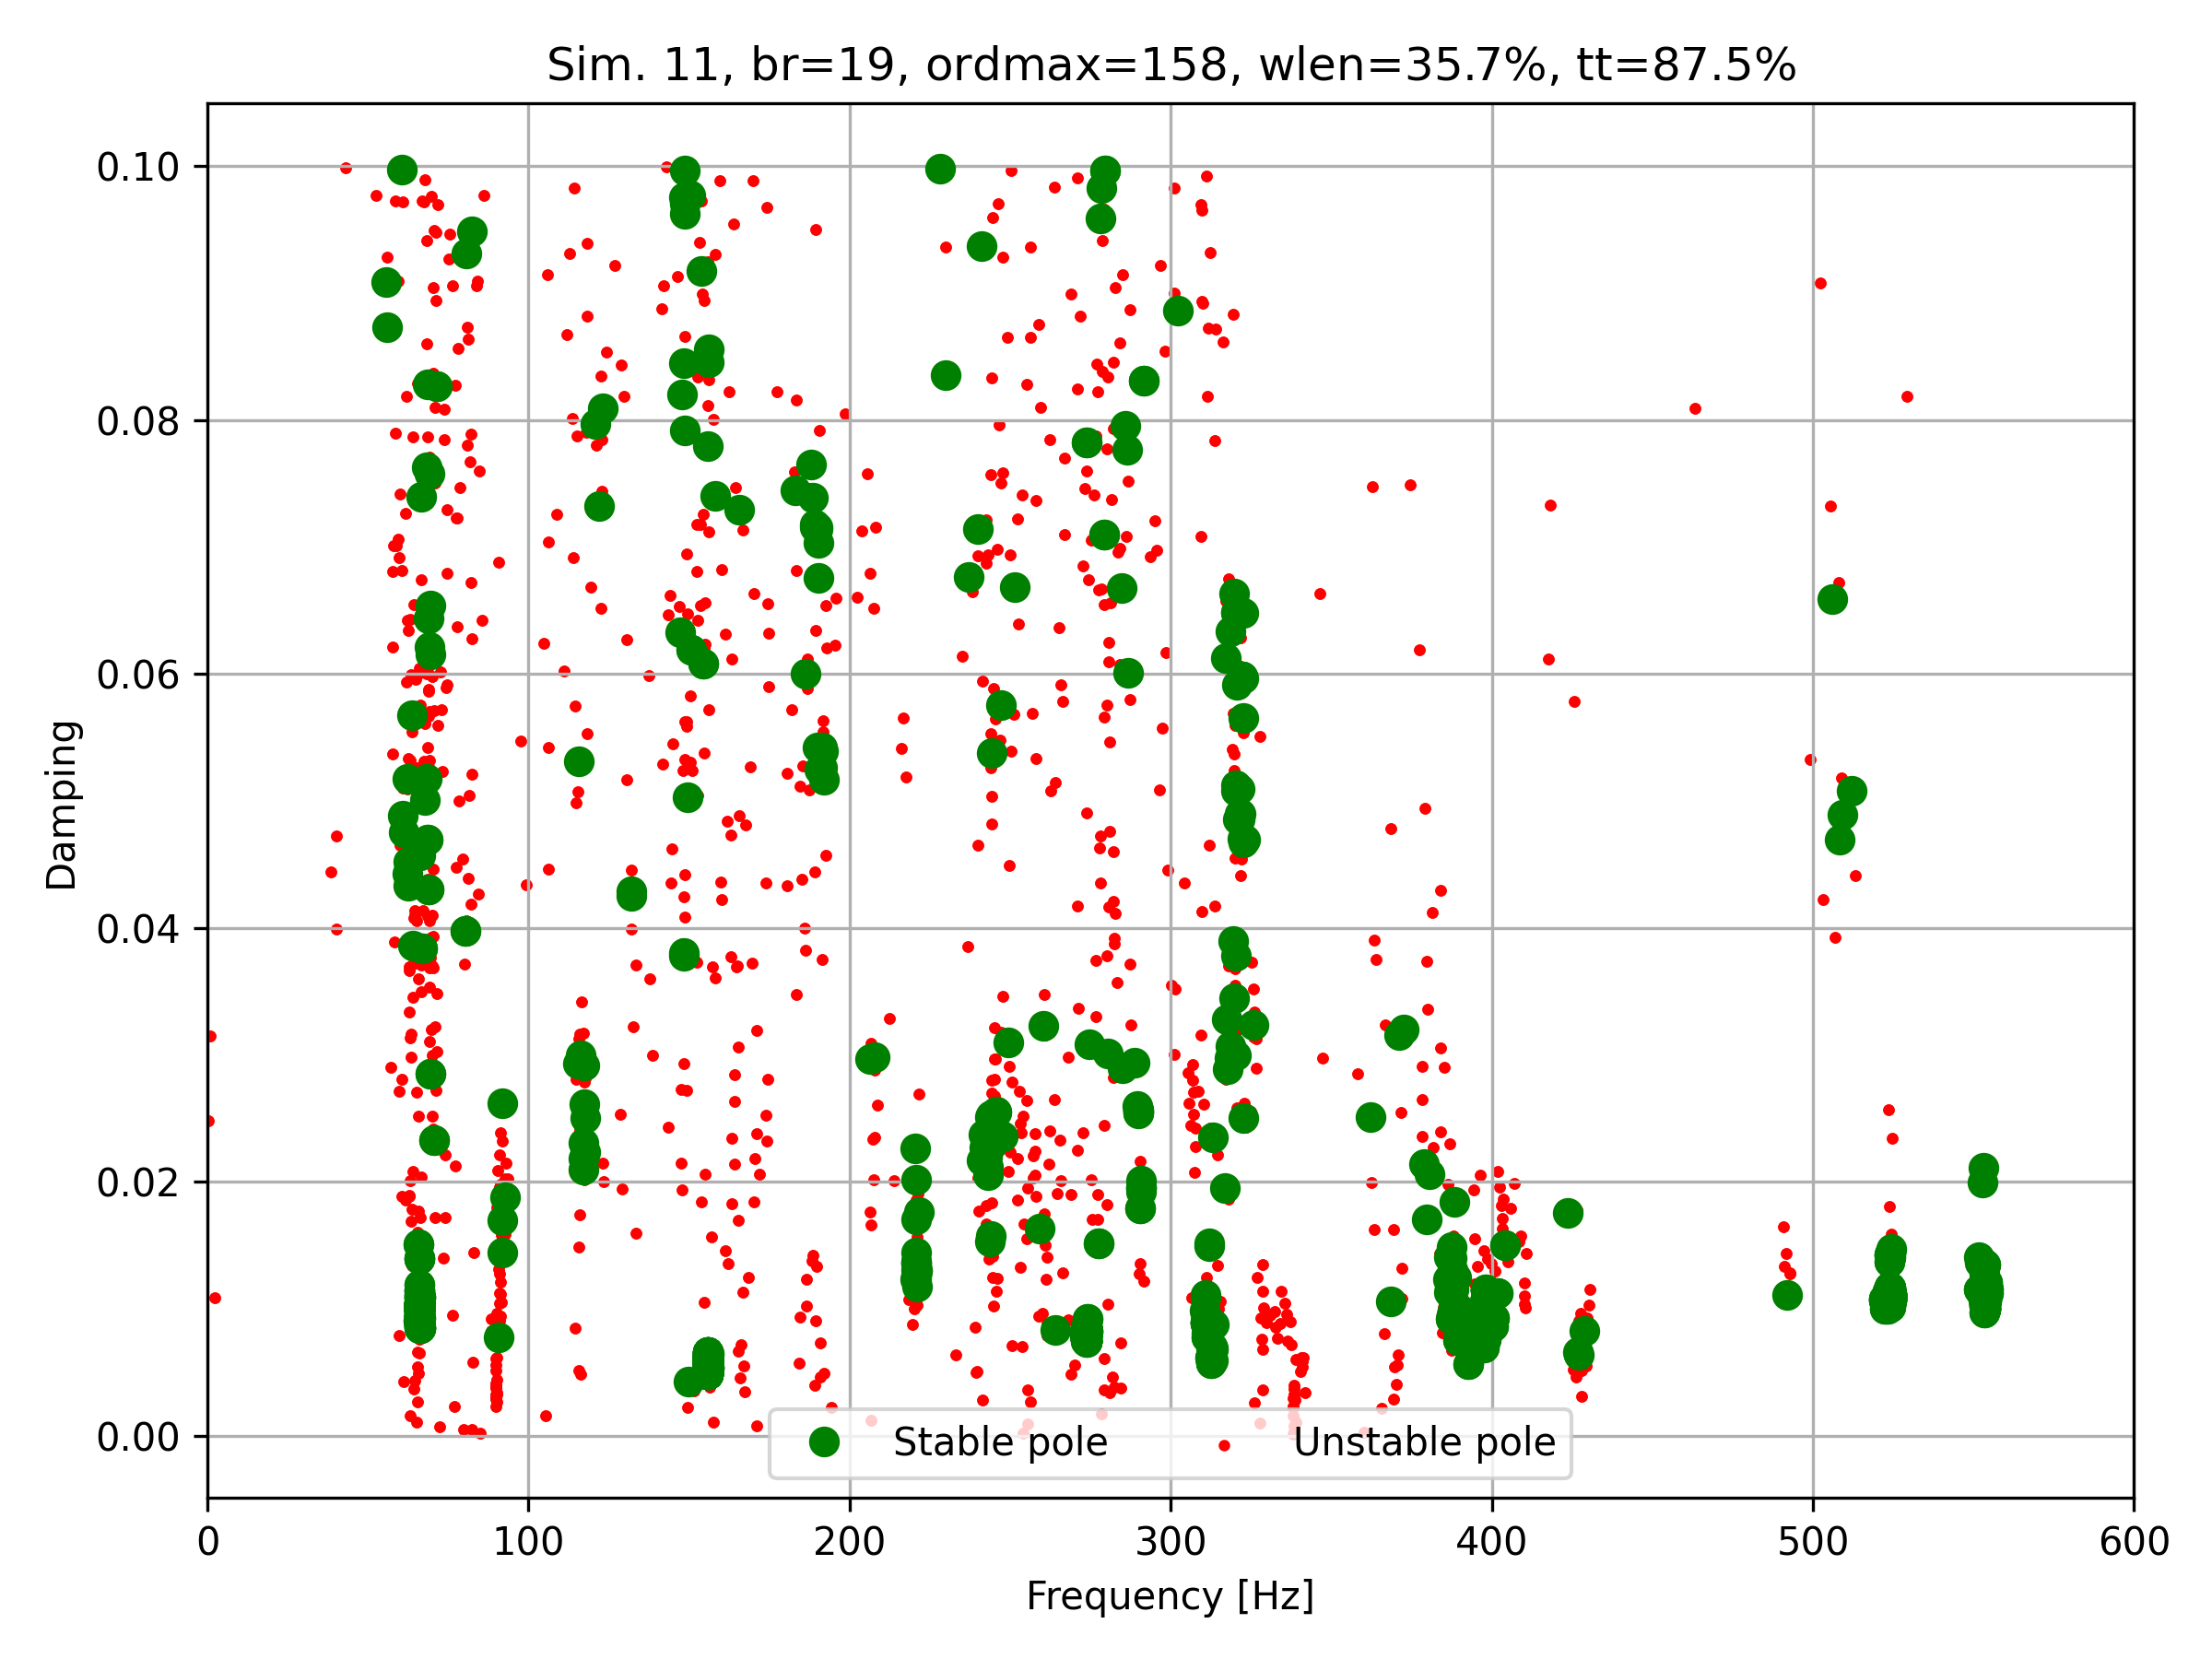 Sim. 11, br=19, ordmax=158, wlen=35.7%, tt=87.5%
0.10
0.08
0.06
0.04
0.02
0.00
Damping
Stable pole
Unstable pole
0
100
200
300
400
500
600
Frequency [Hz]